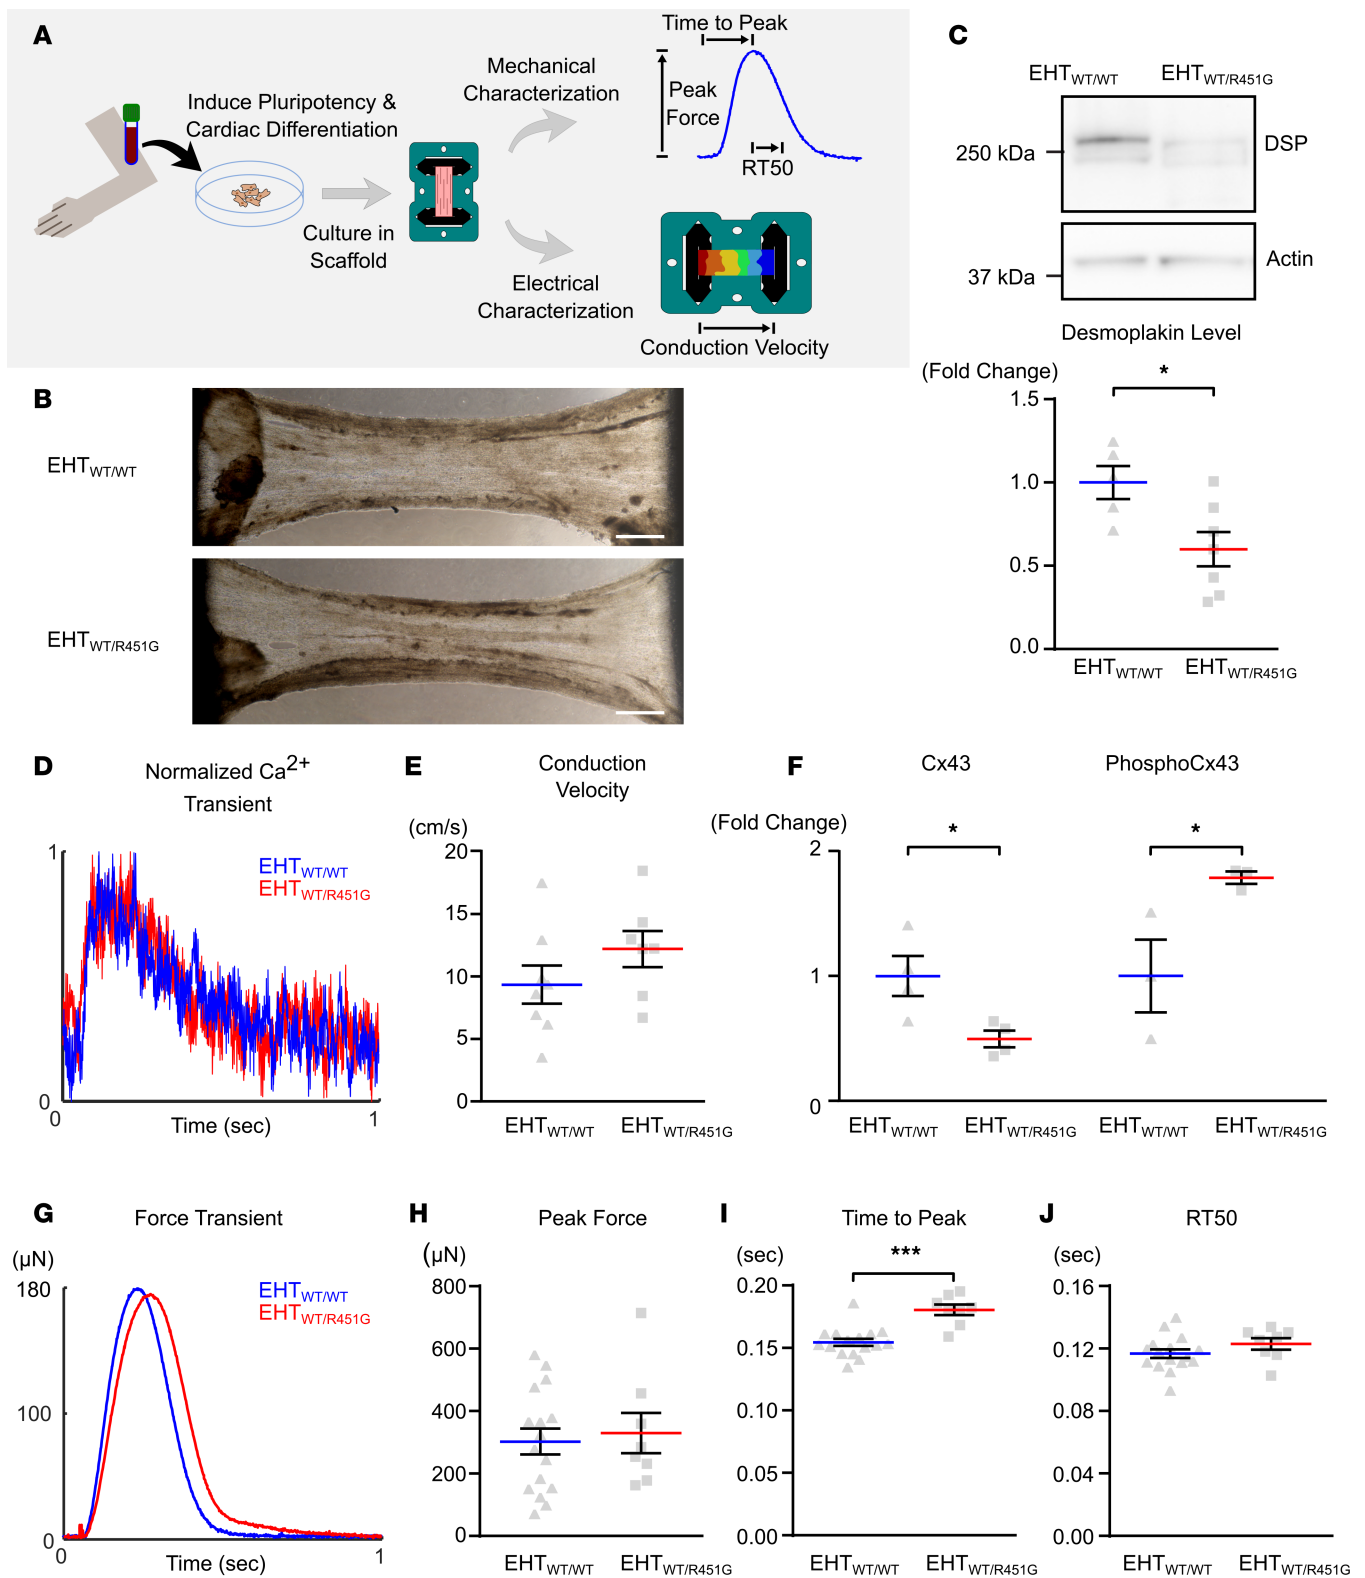 A
Induce Pluripotency &
Cardiac Differentiation
Culture in
Scaffold
Mechanical
Characterization
Electrical
Characterization
Time to Peak
Peak
Force
RT50
Conduction Velocity
B
EHTWT/WT
EHTWT/R451G
C
EHTWT/WT EHTWT/R451G
250 kDa DSP
37 kDa Actin
Desmoplakin Level
(Fold Change)
*
1.5
1.0
0.5
0.0
EHTWT/WT EHTWT/R451G
D
Normalized Ca2+
Transient
1
EHTWT/WT
EHTWT/R451G
0
0 Time (sec) 1
E
Conduction
Velocity
(cm/s)
20
15
10
5
0
EHTWT/WT EHTWT/R451G
F
Cx43 PhosphoCx43
(Fold Change)
* *
2
1
0
EHTWT/WT EHTWT/R451G EHTWT/WT EHTWT/R451G
G
Force Transient
(μN)
180
EHTWT/WT
EHTWT/R451G
100
0
0 Time (sec) 1
H
Peak Force
(μN)
800
600
400
200
0
EHTWT/WT EHTWT/R451G
I
Time to Peak
(sec)
***
0.20
0.15
0.10
0.05
0.00
EHTWT/WT EHTWT/R451G
J
RT50
(sec)
0.16
0.12
0.08
0.04
0.00
EHTWT/WT EHTWT/R451G